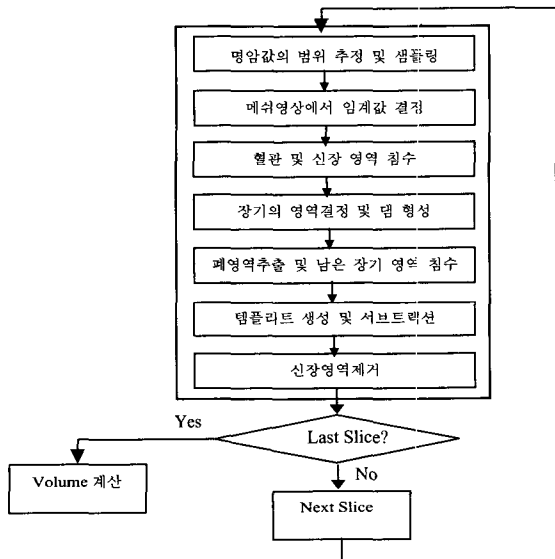 명암값의 범위 추정 및 샘플링
메쉬영상에서 임계값 결정
혈관 및 신장 영역 침수
장기의 영역결정 및 댐 형성
폐영역추출 및 남은 장기 영역 침수
템플리트 생성 및 서브트랙션
신장영역제거
Yes
Last Slice?
No
Volume 계산
Next Slice